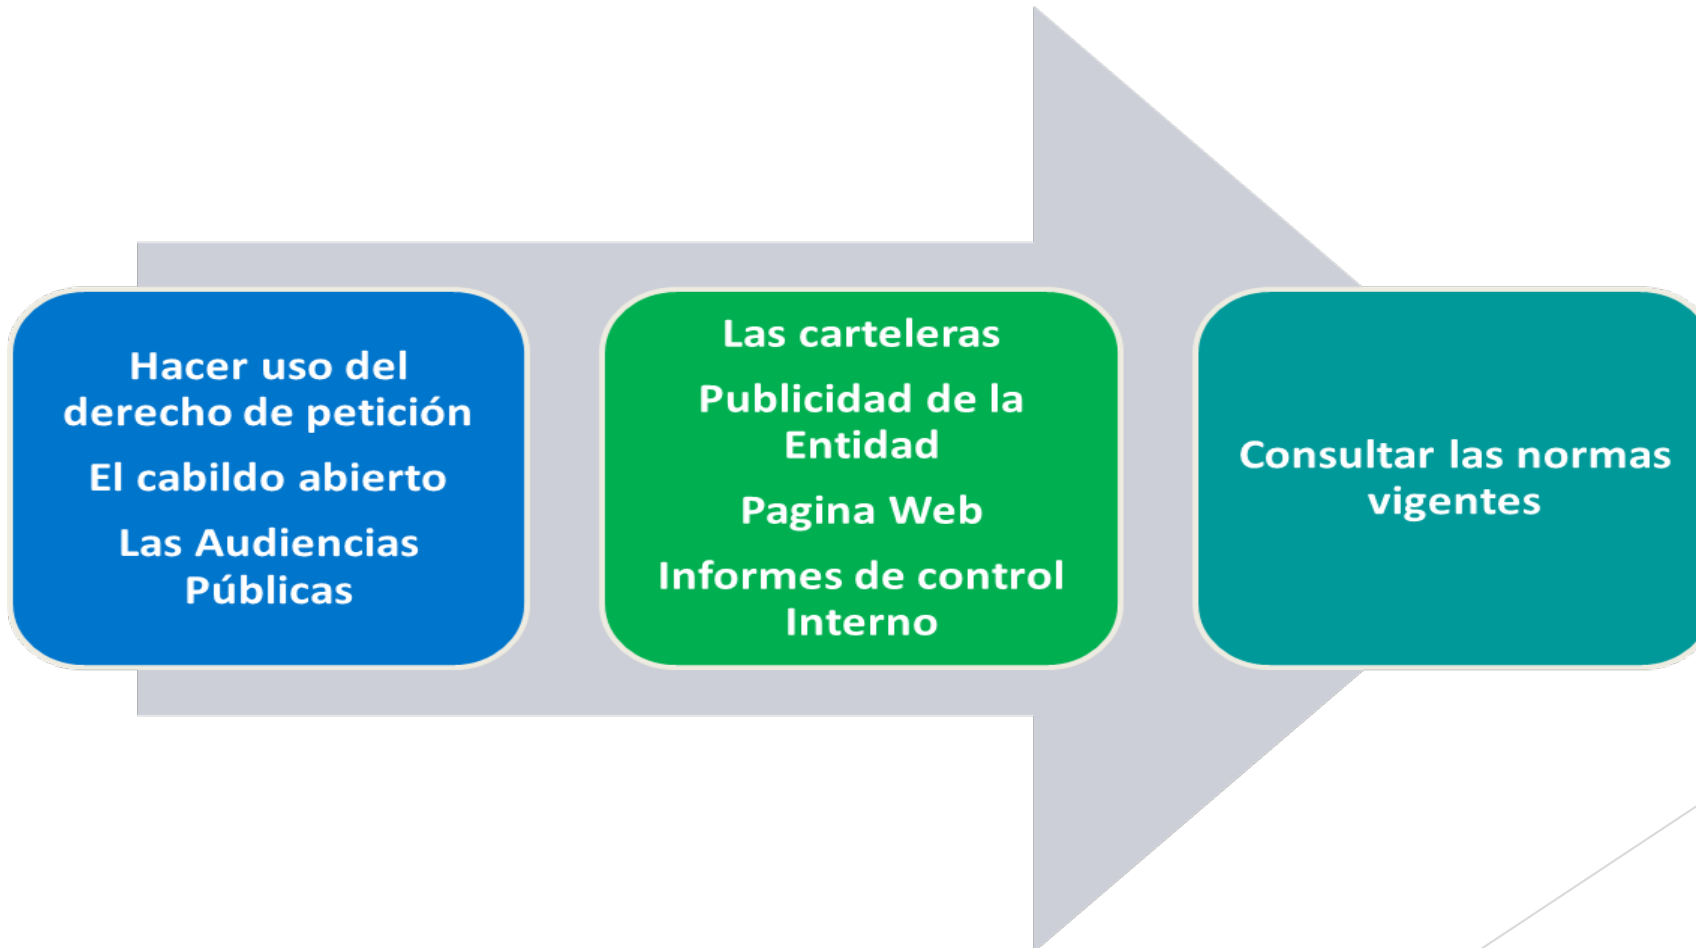 Hacer uso del
derecho de petición
El cabildo abierto
Las Audiencias
Públicas
Las carteleras
Publicidad de la
Entidad
Pagina Web
Informes de control
Interno
Consultar las normas
vigentes